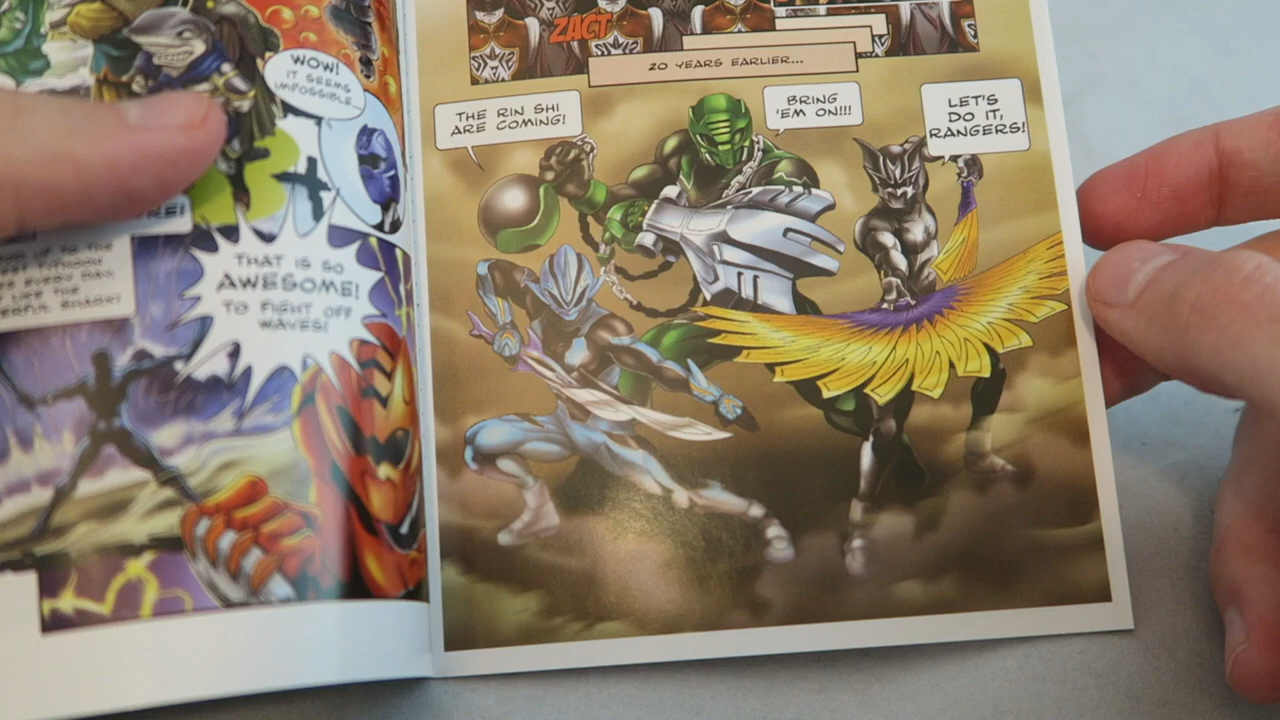 WOW!
IT SEEMS
IMPOSSIBLE...
THAT IS SO
AWESOME!
TO FIGHT OFF
WAVES!
ZACT
20 YEARS EARLIER...
THE RIN SHI
ARE COMING!
BRING
'EM ON!!!
LET'S
DO IT,
RANGERS!